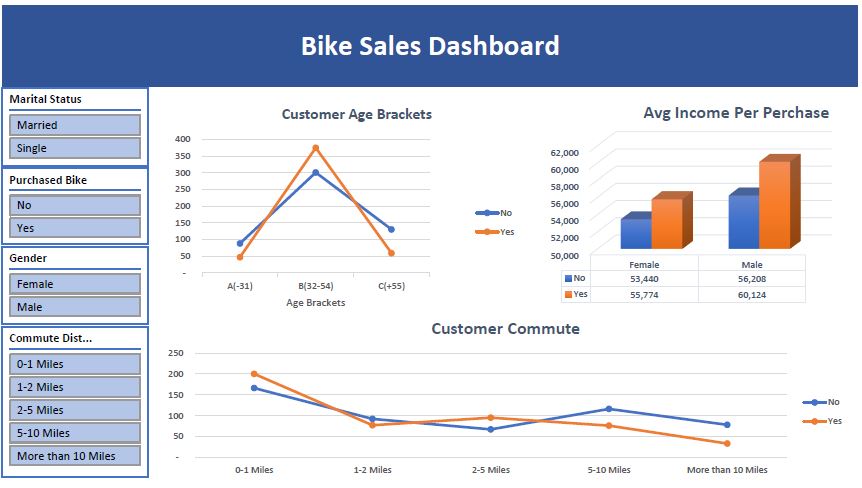 Bike Sales Dashboard
Marital Status
Married
Single
Purchased Bike
No
Yes
Gender
Female
Male
Commute Dist...
0-1 Miles
1-2 Miles
2-5 Miles
5-10 Miles
More than 10 Miles
Customer Age Brackets
400
350
300
250
200
150
100
50
-
A(-31) B(32-54) C(+55)
Age Brackets
No
Yes
Avg Income Per Perchase
62,000
60,000
58,000
56,000
54,000
52,000
50,000
Female Male
No 53,440 56,208
Yes 55,774 60,124
Customer Commute
250
200
150
100
50
-
0-1 Miles 1-2 Miles 2-5 Miles 5-10 Miles More than 10 Miles
No
Yes